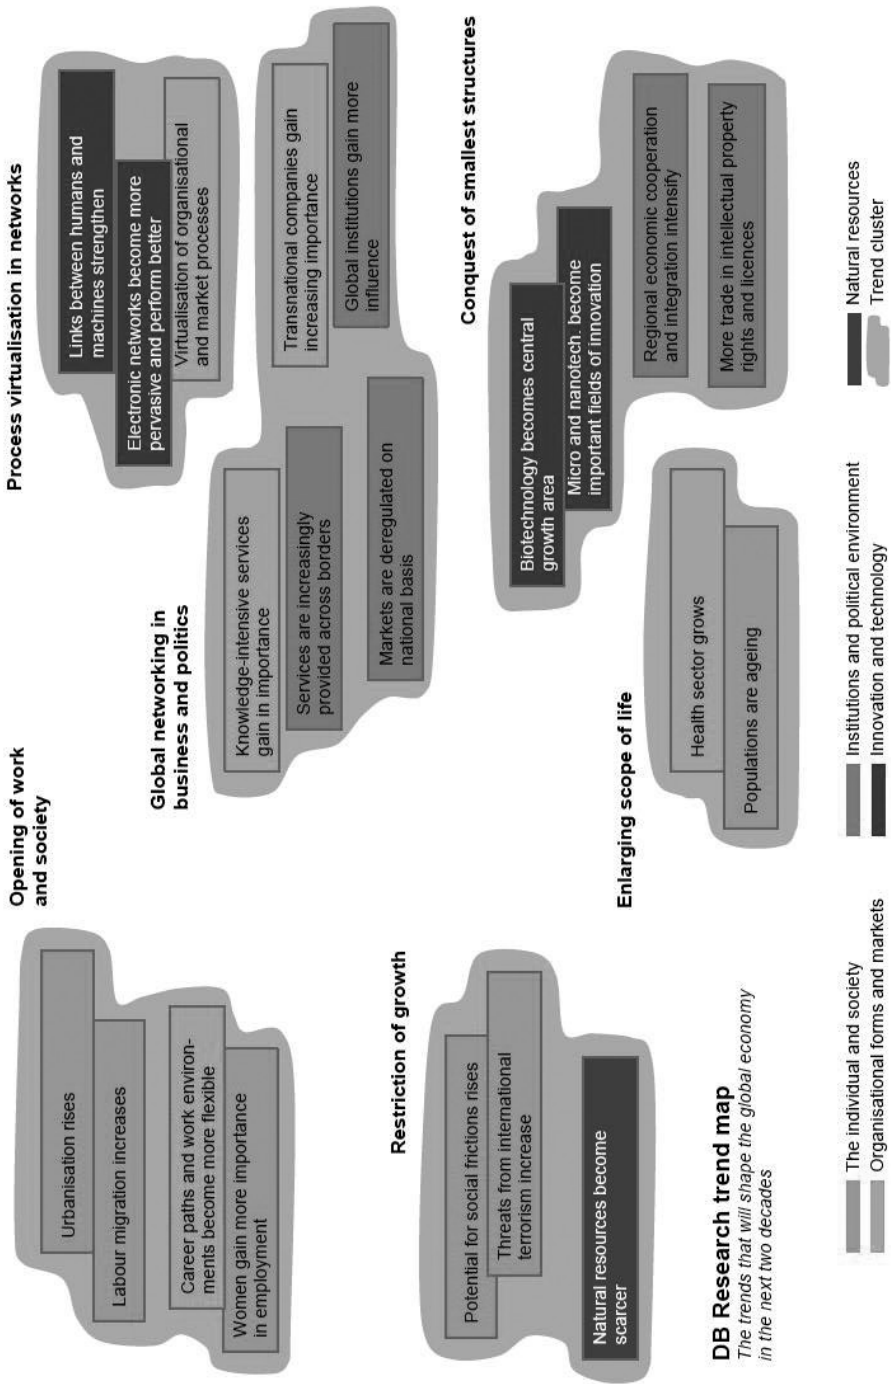 Opening of work
and society
Urbanisation rises
Labour migration increases
Career paths and work environ-
ments become more flexible
Women gain more importance
in employment
Process virtualisation in networks
Links between humans and
machines strengthen
Electronic networks become more
pervasive and perform better
Virtualisation of organisational
and market processes
Global networking in
business and politics
Knowledge-intensive services
gain in importance
Services are increasingly
provided across borders
Markets are deregulated on
national basis
Transnational companies gain
increasing importance
Global institutions gain more
influence
Restriction of growth
Potential for social frictions rises
Threats from international
terrorism increase
Natural resources become
scarcer
Conquest of smallest structures
Biotechnology becomes central
growth area
Micro and nanotech. become
important fields of innovation
Regional economic cooperation
and integration intensify
More trade in intellectual property
rights and licences
Enlarging scope of life
Health sector grows
Populations are ageing
DB Research trend map
The trends that will shape the global economy
in the next two decades
The individual and society
Organisational forms and markets
Institutions and political environment
Innovation and technology
Natural resources
Trend cluster